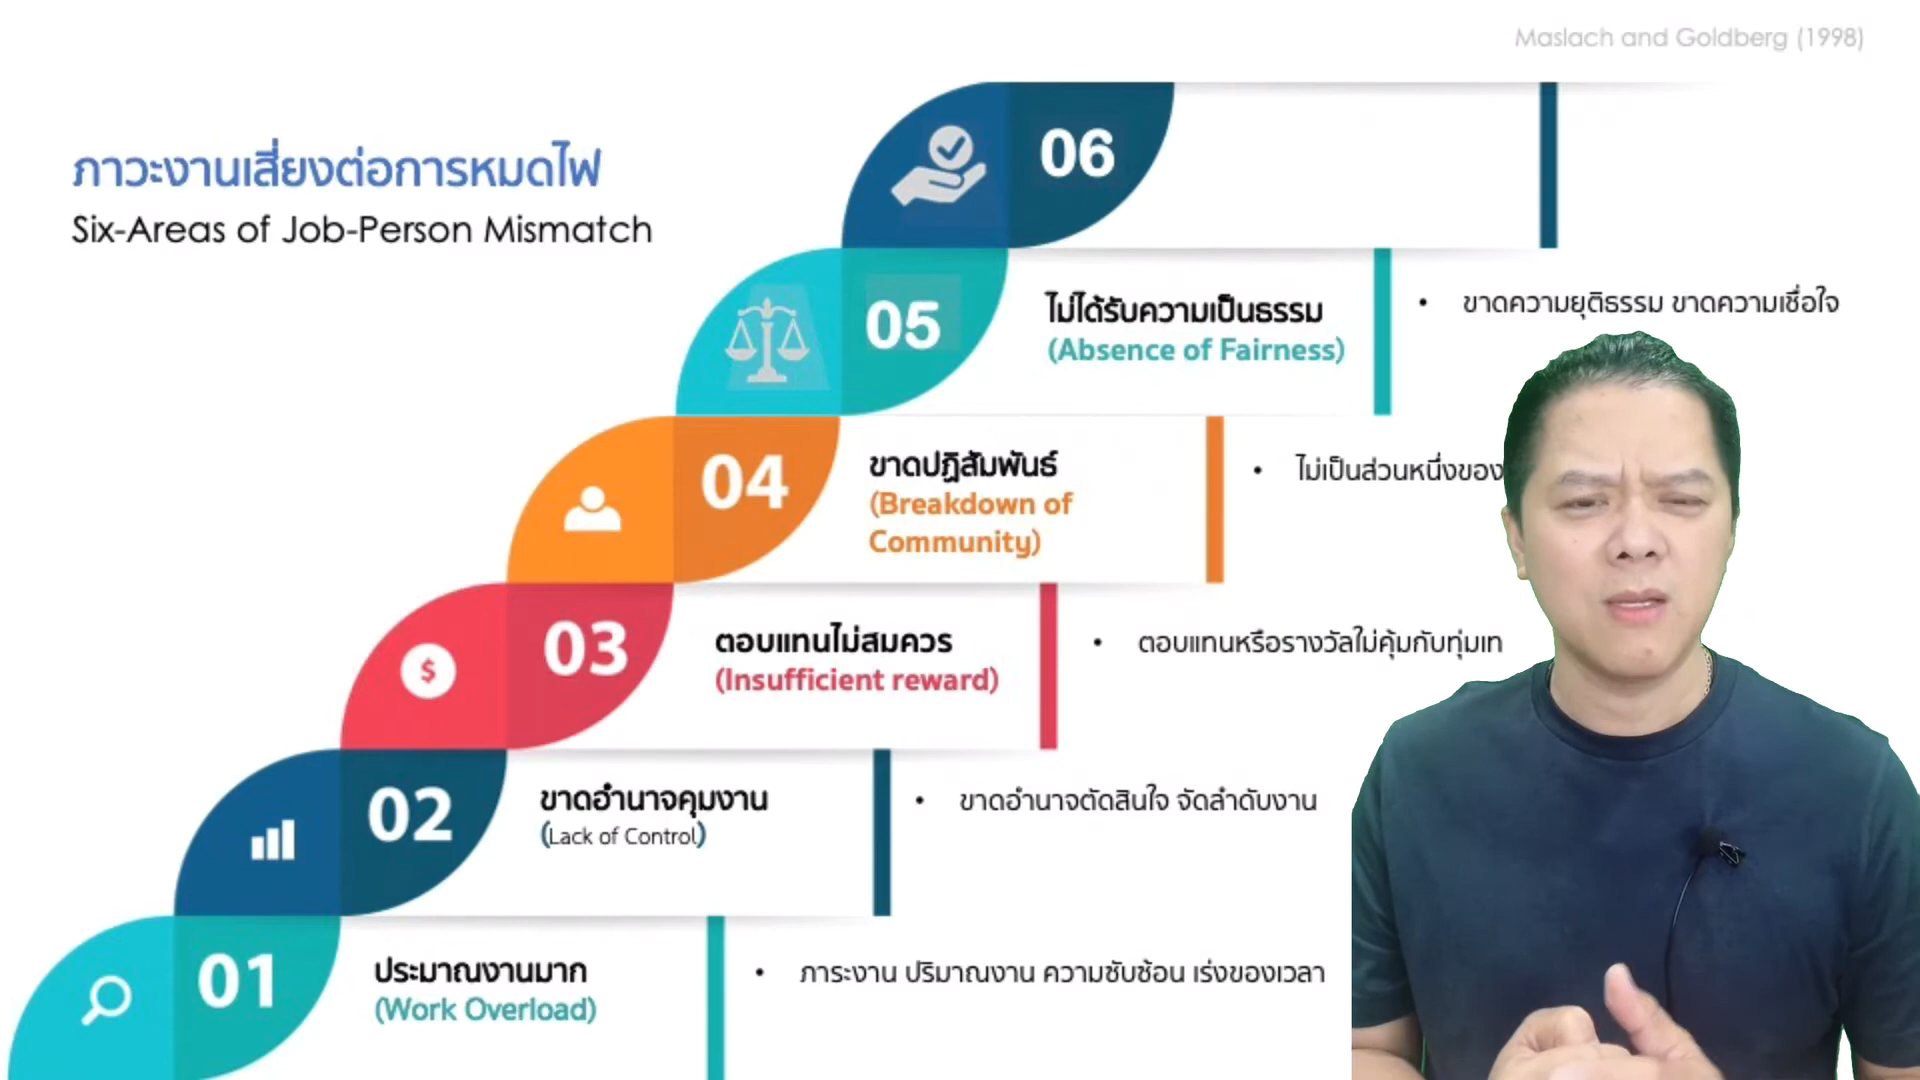 Maslach and Goldberg (1998)
ภาวะงานเสี่ยงต่อการหมดไฟ
Six-Areas of Job-Person Mismatch
06
05
ไม่ได้รับความเป็นธรรม
(Absence of Fairness)
• ขาดความยุติธรรม ขาดความเชื่อใจ
04
ขาดปฏิสัมพันธ์
(Breakdown of
Community)
• ไม่เป็นส่วนหนึ่งของ
$
03
ตอบแทนไม่สมควร
(Insufficient reward)
• ตอบแทนหรือรางวัลไม่คุ้มกับทุ่มเท
02
ขาดอำนาจคุมงาน
(Lack of Control)
• ขาดอำนาจตัดสินใจ จัดลำดับงาน
01
ประมาณงานมาก
(Work Overload)
• ภาระงาน ปริมาณงาน ความซับซ้อน เร่งของเวลา